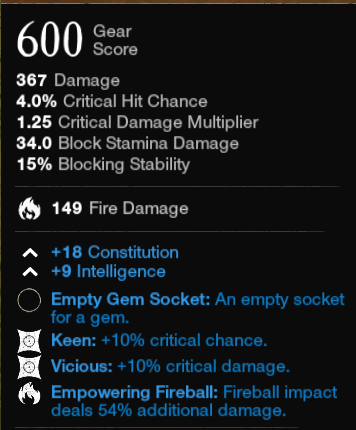 600 Gear
Score
367 Damage
4.0% Critical Hit Chance
1.25 Critical Damage Multiplier
34.0 Block Stamina Damage
15% Blocking Stability
149 Fire Damage
+18 Constitution
+9 Intelligence
Empty Gem Socket: An empty socket
for a gem.
Keen: +10% critical chance.
Vicious: +10% critical damage.
Empowering Fireball: Fireball impact
deals 54% additional damage.